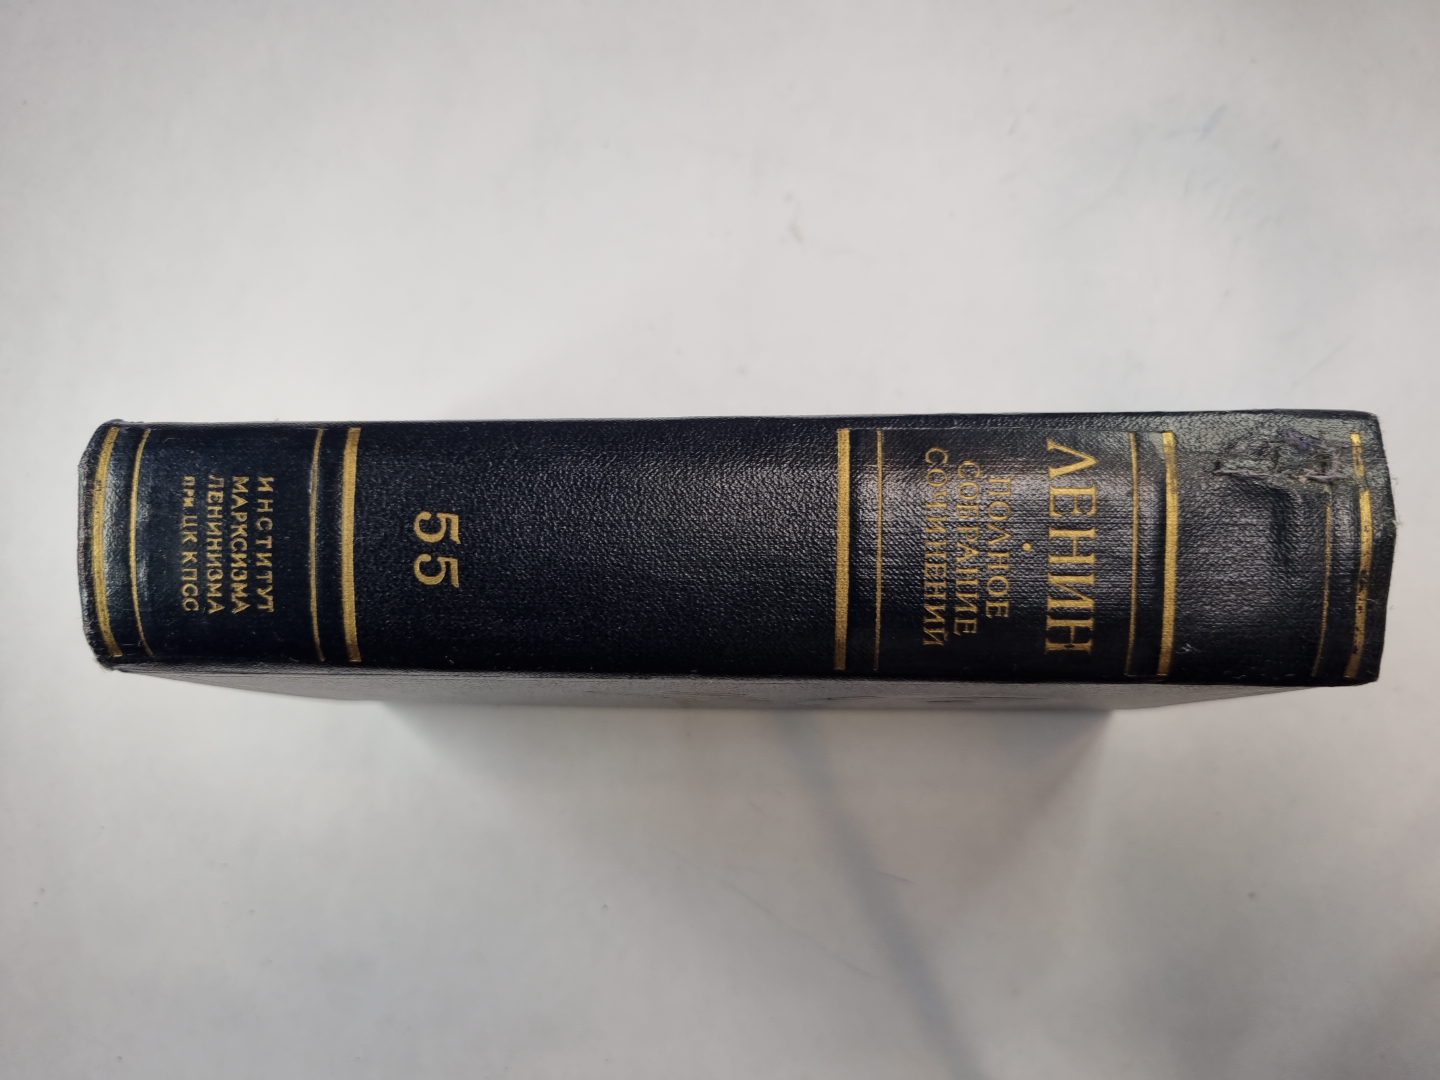 ЛЕНИН
ПОЛНОЕ
СОБРАНИЕ
СОЧИНЕНИЙ
55
ИНСТИТУТ
МАРКСИЗМА
ЛЕНИНИЗМА
ПРИ ЦК КПСС